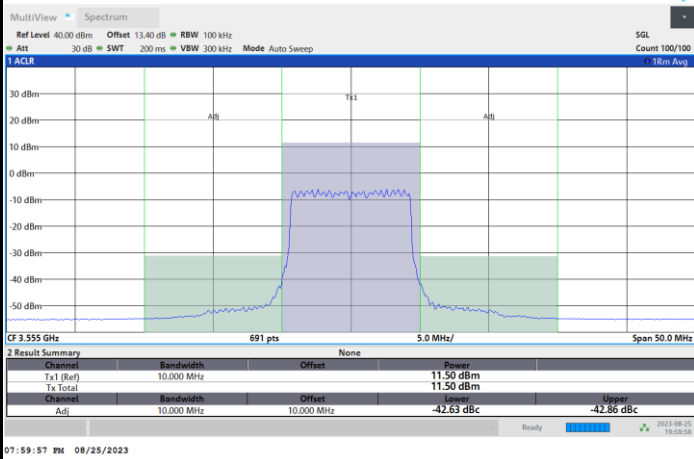 MultiView Spectrum
Ref Level 40.00 dBm Offset 13.40 dB RBW 100 kHz SGL
Att 30 dB SWT 200 ms VBW 300 kHz Mode Auto Sweep Count 100/100
1 ACLR 1Rm Avg
30 dBm
Tx1
20 dBm Adj Adj
10 dBm
0 dBm
-10 dBm
-20 dBm
-30 dBm
-40 dBm
-50 dBm
CF 3.555 GHz 691 pts 5.0 MHz/ Span 50.0 MHz
2 Result Summary None
Channel Bandwidth Offset Power
Tx1 (Ref) 10.000 MHz 11.50 dBm
Tx Total 11.50 dBm
Channel Bandwidth Offset Lower Upper
Adj 10.000 MHz 10.000 MHz -42.63 dBc -42.86 dBc
Ready 2023-08-25
19:59:56
07:59:57 PM 08/25/2023